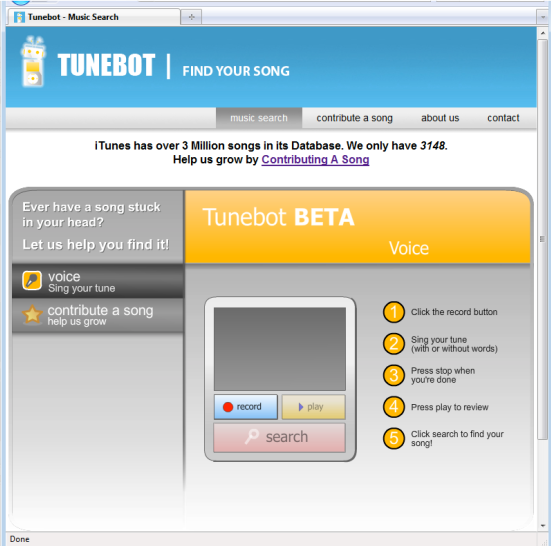 Tunebot - Music Search
TUNEBOT | FIND YOUR SONG
music search contribute a song about us contact
iTunes has over 3 Million songs in its Database. We only have 3148.
Help us grow by Contributing A Song
Ever have a song stuck
in your head?
Let us help you find it!
voice
Sing your tune
contribute a song
help us grow
Tunebot BETA
Voice
record
play
search
1 Click the record button
2 Sing your tune
(with or without words)
3 Press stop when
you're done
4 Press play to review
5 Click search to find your
song!
Done